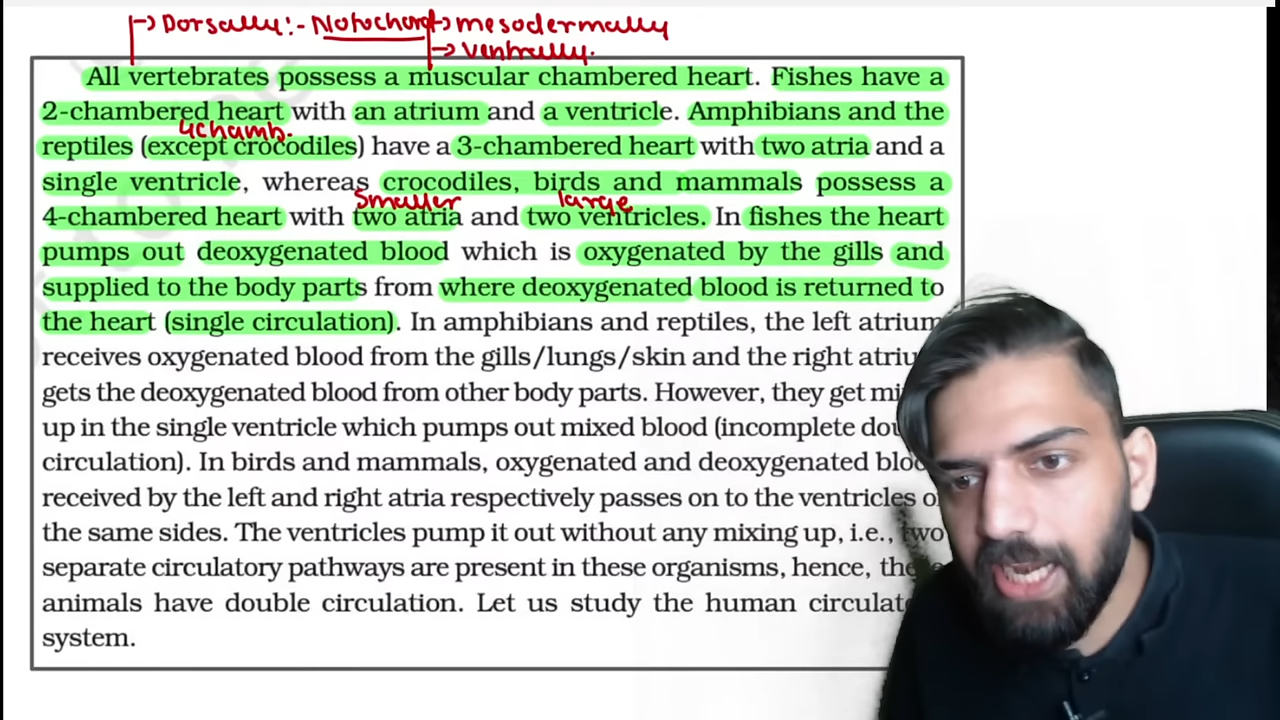 → Dorsally:- Notochord → mesodermally
→ Ventrally.
All vertebrates possess a muscular chambered heart. Fishes have a
2-chambered heart with an atrium and a ventricle. Amphibians and the
4chamb.
reptiles (except crocodiles) have a 3-chambered heart with two atria and a
single ventricle, whereas crocodiles, birds and mammals possess a
smaller large
4-chambered heart with two atria and two ventricles. In fishes the heart
pumps out deoxygenated blood which is oxygenated by the gills and
supplied to the body parts from where deoxygenated blood is returned to
the heart (single circulation). In amphibians and reptiles, the left atrium
receives oxygenated blood from the gills/lungs/skin and the right
gets the deoxygenated blood from other body parts. However, they get
up in the single ventricle which pumps out mixed blood (incomplete
circulation). In birds and mammals, oxygenated and deoxygenated
received by the left and right atria respectively passes on to the ventricles
the same sides. The ventricles pump it out without any mixing up, i.e., two
separate circulatory pathways are present in these organisms, hence,
animals have double circulation. Let us study the human
system.